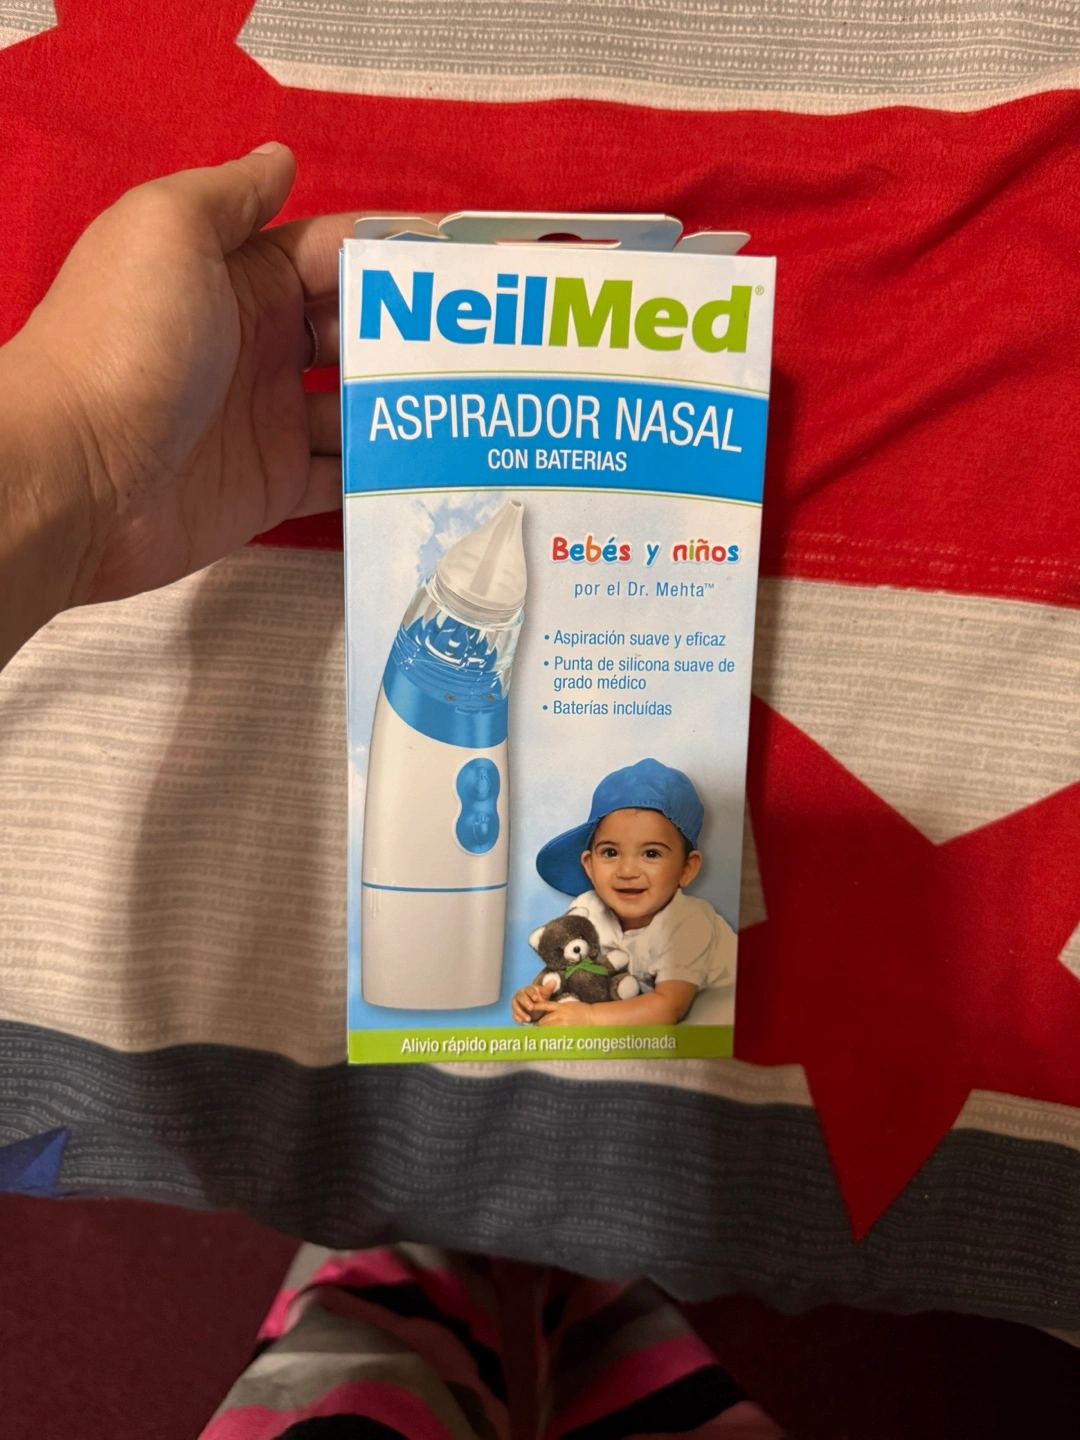 NeilMed®
ASPIRADOR NASAL
CON BATERIAS
Bebés y niños
por el Dr. Mehta™
• Aspiración suave y eficaz
• Punta de silicona suave de
grado médico
• Baterías incluídas
Alivio rápido para la nariz congestionada